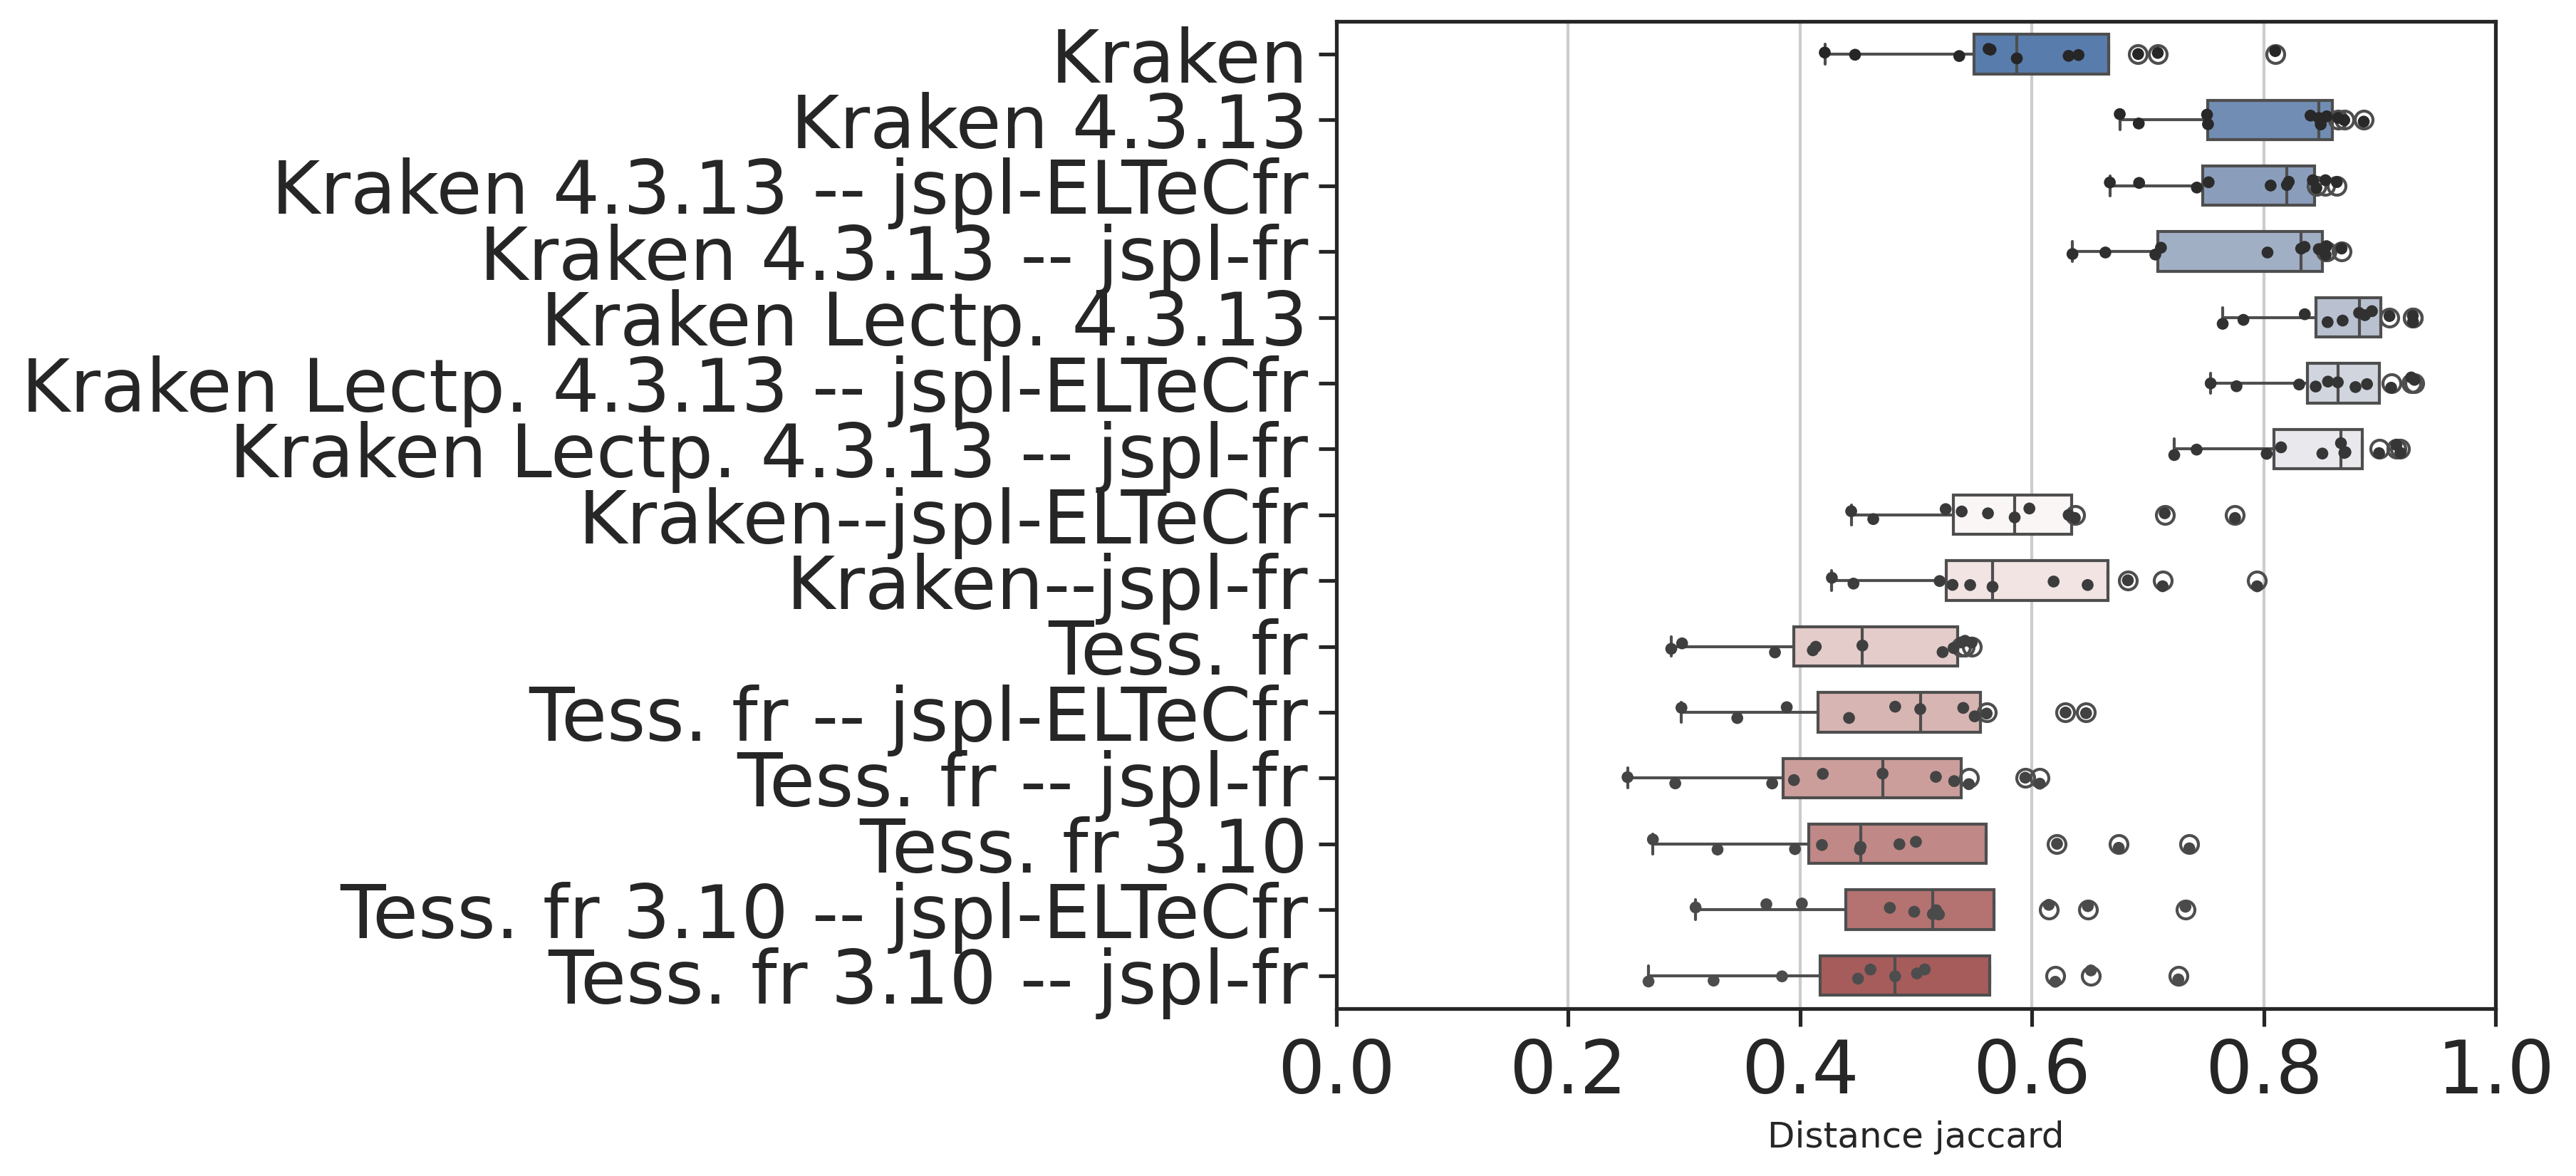 Kraken
Kraken 4.3.13
Kraken 4.3.13 -- jspl-ELTeCfr
Kraken 4.3.13 -- jspl-fr
Kraken Lectp. 4.3.13
Kraken Lectp. 4.3.13 -- jspl-ELTeCfr
Kraken Lectp. 4.3.13 -- jspl-fr
Kraken--jspl-ELTeCfr
Kraken--jspl-fr
Tess. fr
Tess. fr -- jspl-ELTeCfr
Tess. fr -- jspl-fr
Tess. fr 3.10
Tess. fr 3.10 -- jspl-ELTeCfr
Tess. fr 3.10 -- jspl-fr
0.0 0.2 0.4 0.6 0.8 1.0
Distance jaccard